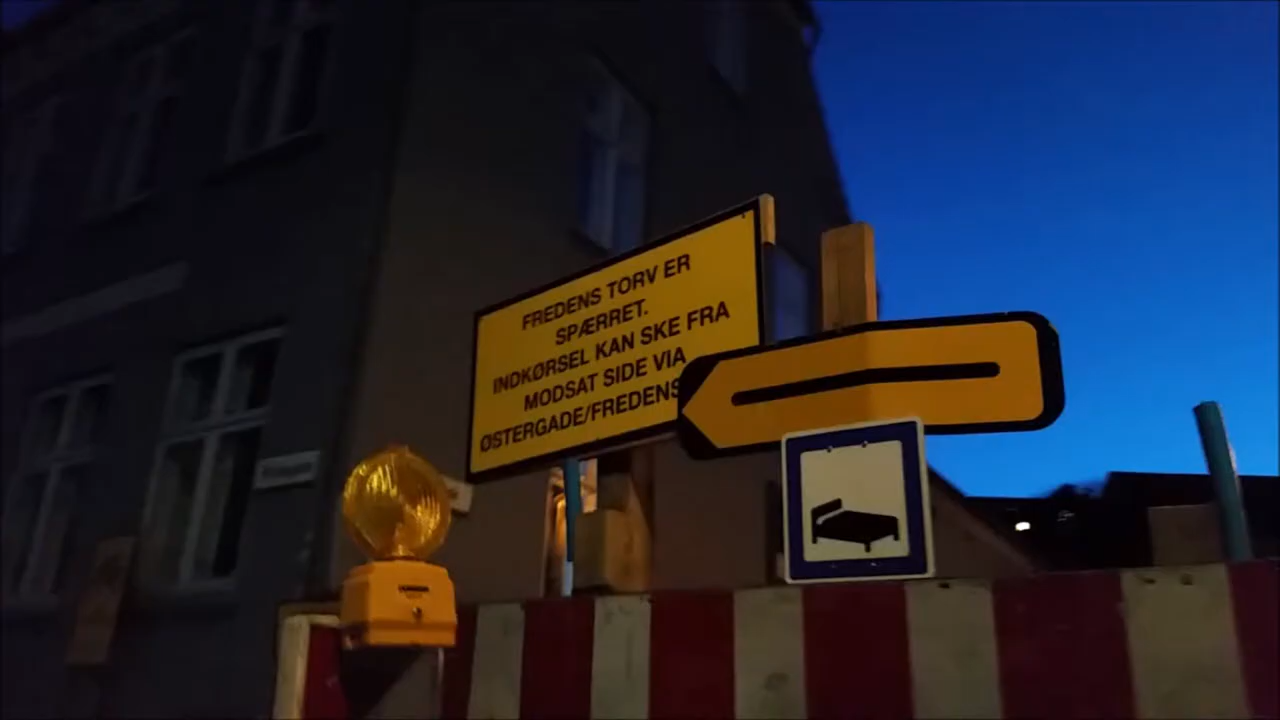 FREDENS TORV ER
SPÆRRET.
INDKØRSEL KAN SKE FRA
MODSAT SIDE VIA
ØSTERGADE/FREDENS